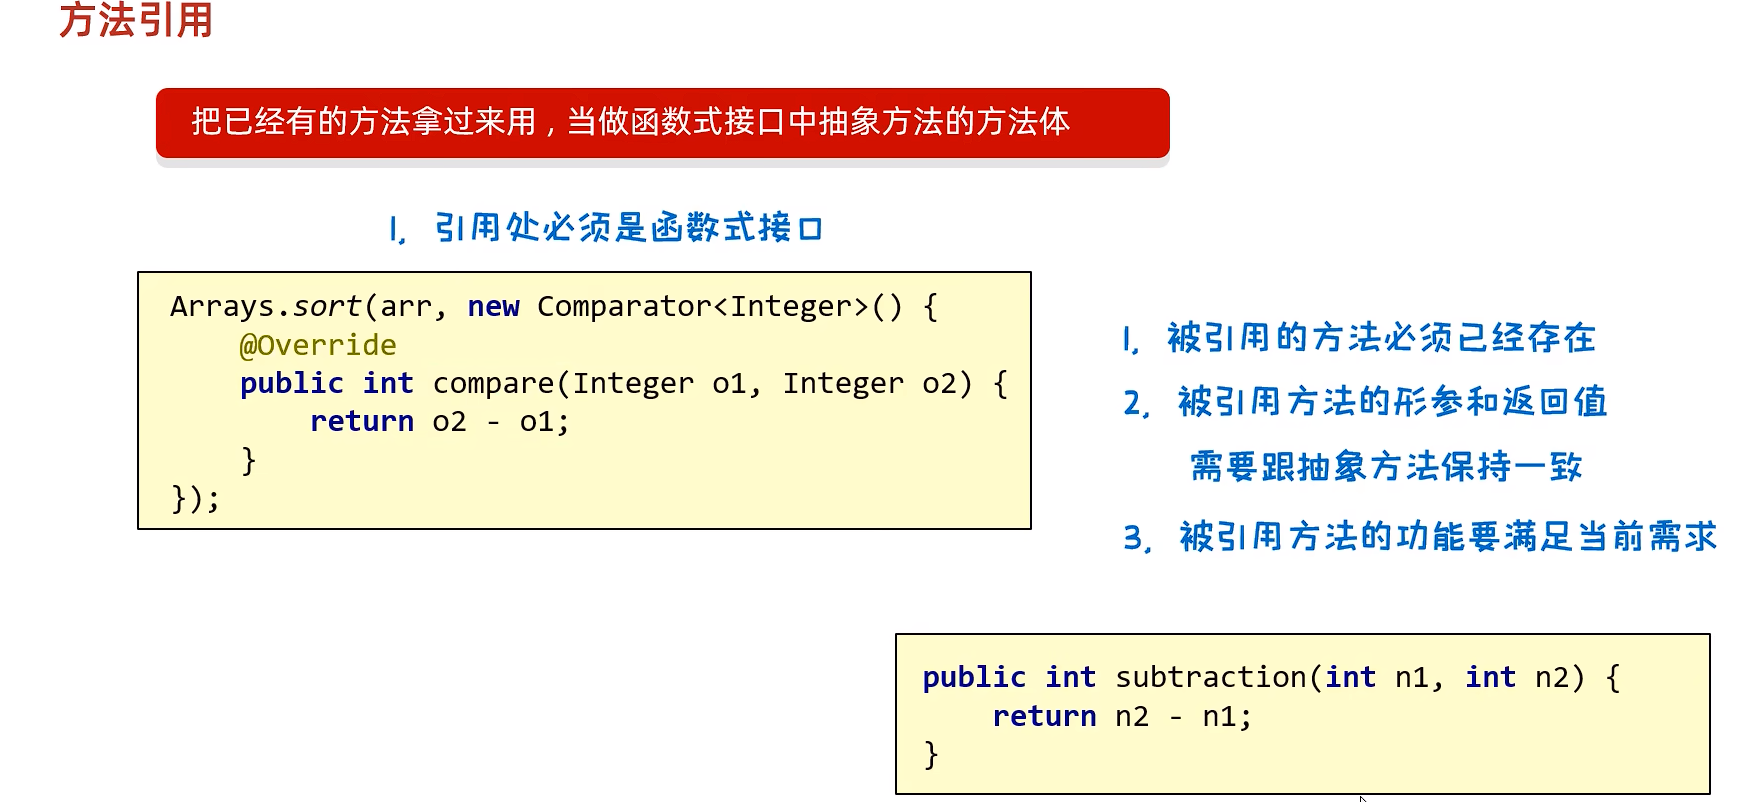 方法引用
把已经有的方法拿过来用，当做函数式接口中抽象方法的方法体
1, 引用处必须是函数式接口
Arrays.sort(arr, new Comparator<Integer>() {
    @Override
    public int compare(Integer o1, Integer o2) {
        return o2 - o1;
    }
});
1, 被引用的方法必须已经存在
2, 被引用方法的形参和返回值
需要跟抽象方法保持一致
3, 被引用方法的功能要满足当前需求
public int subtraction(int n1, int n2) {
    return n2 - n1;
}